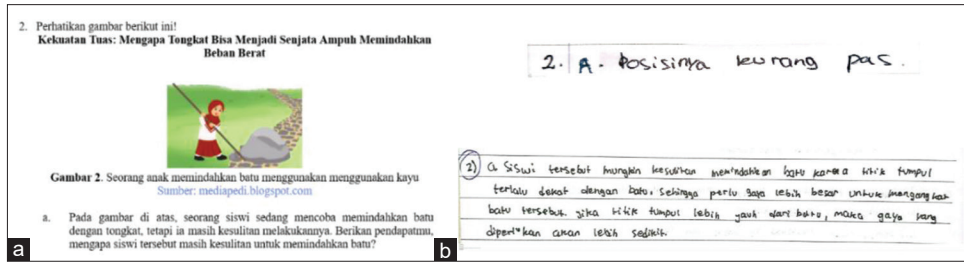 2. Perhatikan gambar berikut ini!
Kekuatan Tuas: Mengapa Tongkat Bisa Menjadi Senjata Ampuh Memindahkan
Beban Berat
Gambar 2. Seorang anak memindahkan batu menggunakan menggunakan kayu
Sumber: mediapedi.blogspot.com
a. Pada gambar di atas, seorang siswi sedang mencoba memindahkan batu
dengan tongkat, tetapi ia masih kesulitan melakukannya. Berikan pendapatmu,
mengapa siswi tersebut masih kesulitan untuk memindahkan batu?
a
2. A. Posisinya kurang pas.
2) a. Siswi tersebut mungkin kesulitan memindahkan batu karena titik tumpul
terlalu dekat dengan batu. Sehingga perlu gaya lebih besar untuk mengangkat
batu tersebut. jika titik tumpul lebih jauh dari batu, maka gaya yang
diperlukan akan lebih sedikit.
b